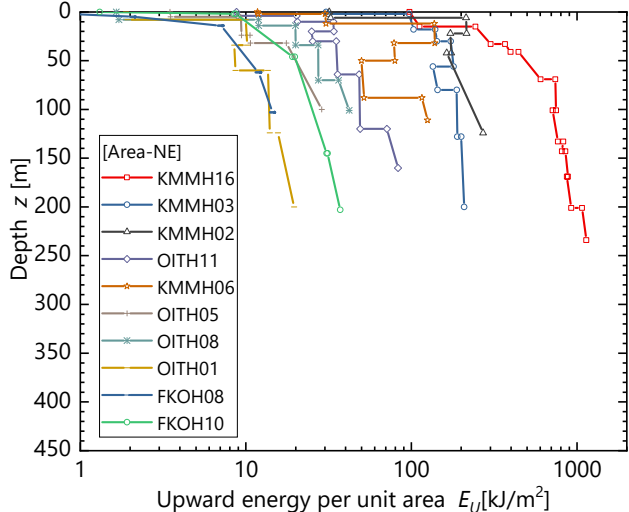 0
50
100
150
200
250
300
350
400
450
Depth z [m]
[Area-NE]
KMMH16
KMMH03
KMMH02
OITH11
KMMH06
OITH05
OITH08
OITH01
FKOH08
FKOH10
1 10 100 1000
Upward energy per unit area E_U[kJ/m²]